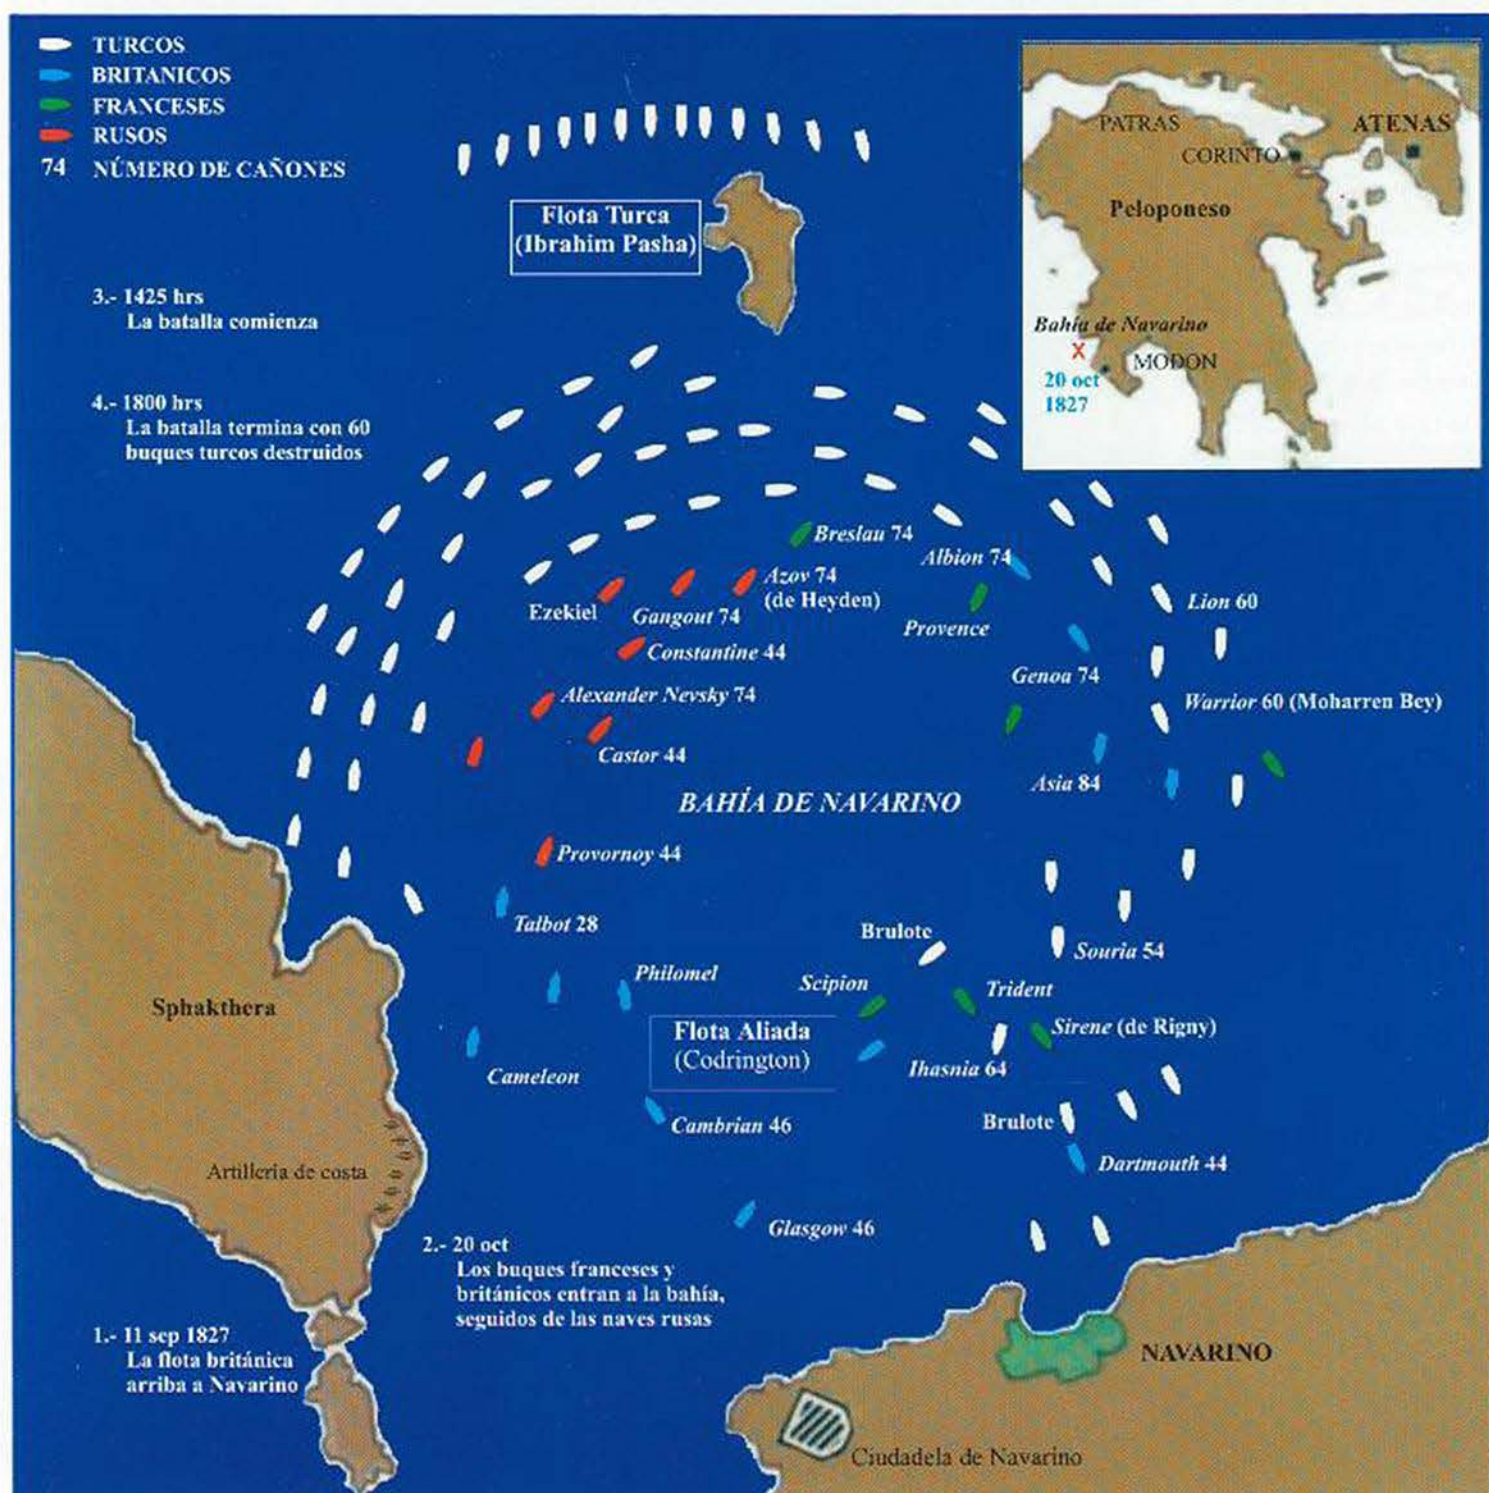 TURCOS
BRITANICOS
FRANCESES
RUSOS
74 NÚMERO DE CAÑONES
Flota Turca
(Ibrahim Pasha)
PATRAS
ATENAS
CORINTO
Peloponeso
Bahía de Navarino
X
MODON
20 oct
1827
3.- 1425 hrs
La batalla comienza
4.- 1800 hrs
La batalla termina con 60
buques turcos destruidos
Breslau 74
Albion 74
Azov 74
(de Heyden)
Ezekiel
Gangout 74
Provence
Lion 60
Constantine 44
Genoa 74
Alexander Nevsky 74
Warrior 60 (Moharren Bey)
Castor 44
Asia 84
BAHÍA DE NAVARINO
Provornoy 44
Talbot 28
Brulote
Souria 54
Philomel
Scipion
Trident
Sphakthera
Flota Aliada
(Codrington)
Sirene (de Rigny)
Ihasnia 64
Cameleon
Cambrian 46
Brulote
Dartmouth 44
Artillería de costa
Glasgow 46
2.- 20 oct
Los buques franceses y
británicos entran a la bahía,
seguidos de las naves rusas
1.- 11 sep 1827
La flota británica
arriba a Navarino
NAVARINO
Ciudadela de Navarino